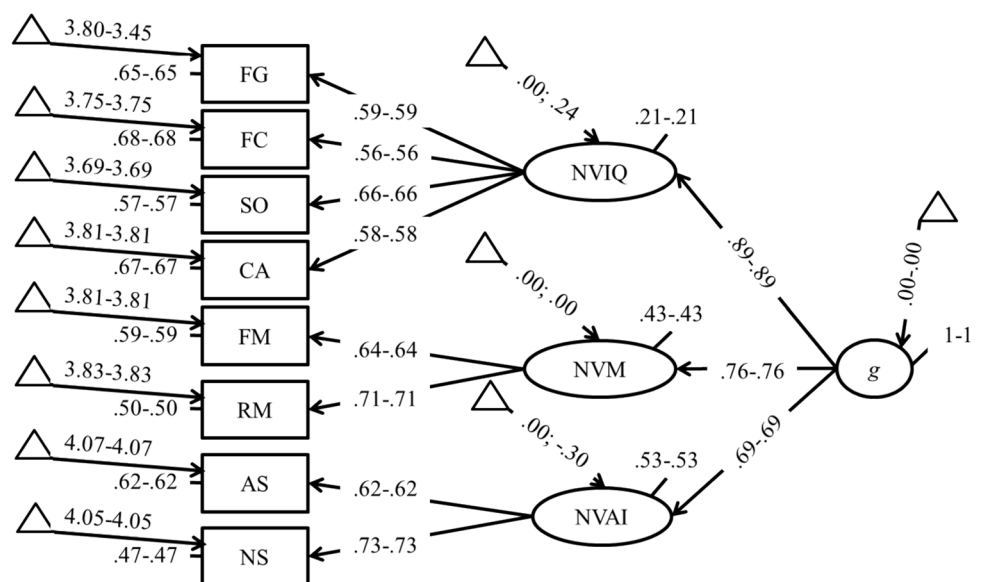 3.80-3.45
.65-.65
FG
3.75-3.75
.68-.68
FC
3.69-3.69
.57-.57
SO
3.81-3.81
.67-.67
CA
3.81-3.81
.59-.59
FM
3.83-3.83
.50-.50
RM
4.07-4.07
.62-.62
AS
4.05-4.05
.47-.47
NS
.59-.59
.56-.56
.66-.66
.58-.58
.64-.64
.71-.71
.62-.62
.73-.73
.00; .24
.21-.21
NVIQ
.00; .00
.43-.43
NVM
.00; -.30
.53-.53
NVAI
.89-.89
.76-.76
.69-.69
.00-.00
1-1
g